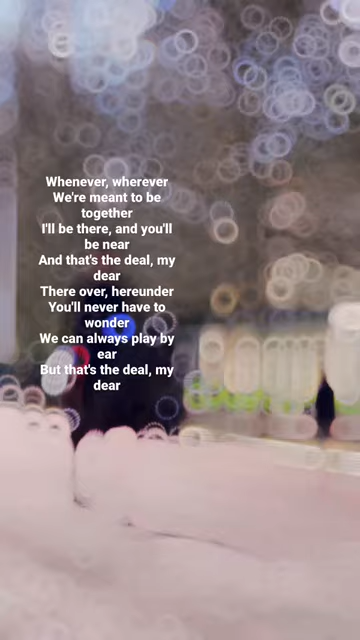 Whenever, wherever
We're meant to be
together
I'll be there, and you'll
be near
And that's the deal, my
dear
There over, hereunder
You'll never have to
wonder
We can always play by
ear
But that's the deal, my
dear